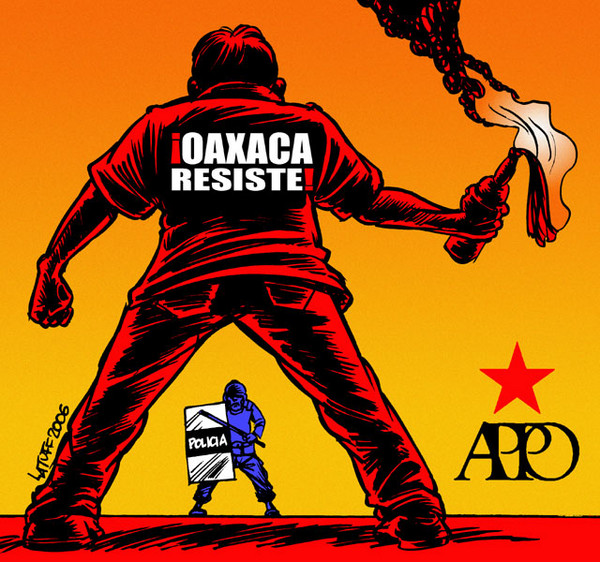 ¡OAXACA
RESISTE!
POLICIA
APPO
LATUFF 2006